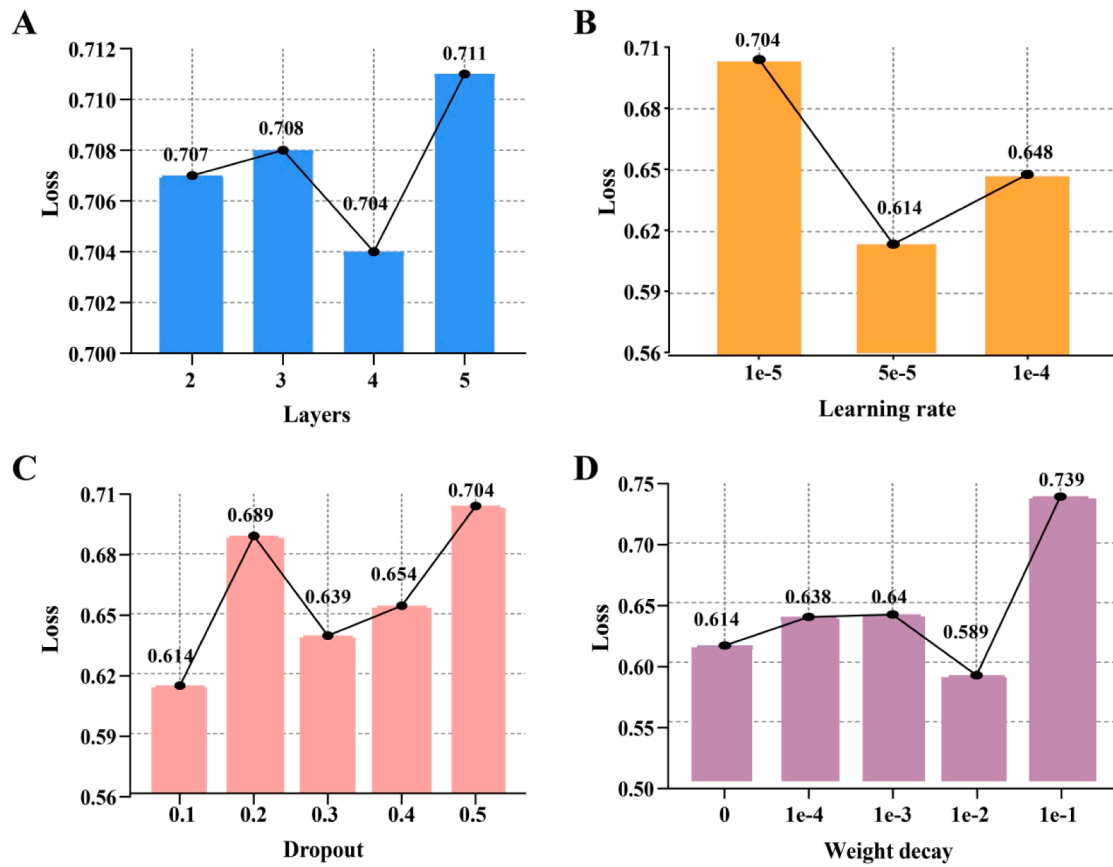 A
0.712
0.710
0.708
0.706
0.704
0.702
0.700
Loss
0.707
0.708
0.704
0.711
2 3 4 5
Layers
B
0.71
0.68
0.65
0.62
0.59
0.56
Loss
0.704
0.614
0.648
1e-5 5e-5 1e-4
Learning rate
C
0.71
0.68
0.65
0.62
0.59
0.56
Loss
0.614
0.689
0.639
0.654
0.704
0.1 0.2 0.3 0.4 0.5
Dropout
D
0.75
0.70
0.65
0.60
0.55
0.50
Loss
0.614
0.638
0.64
0.589
0.739
0 1e-4 1e-3 1e-2 1e-1
Weight decay